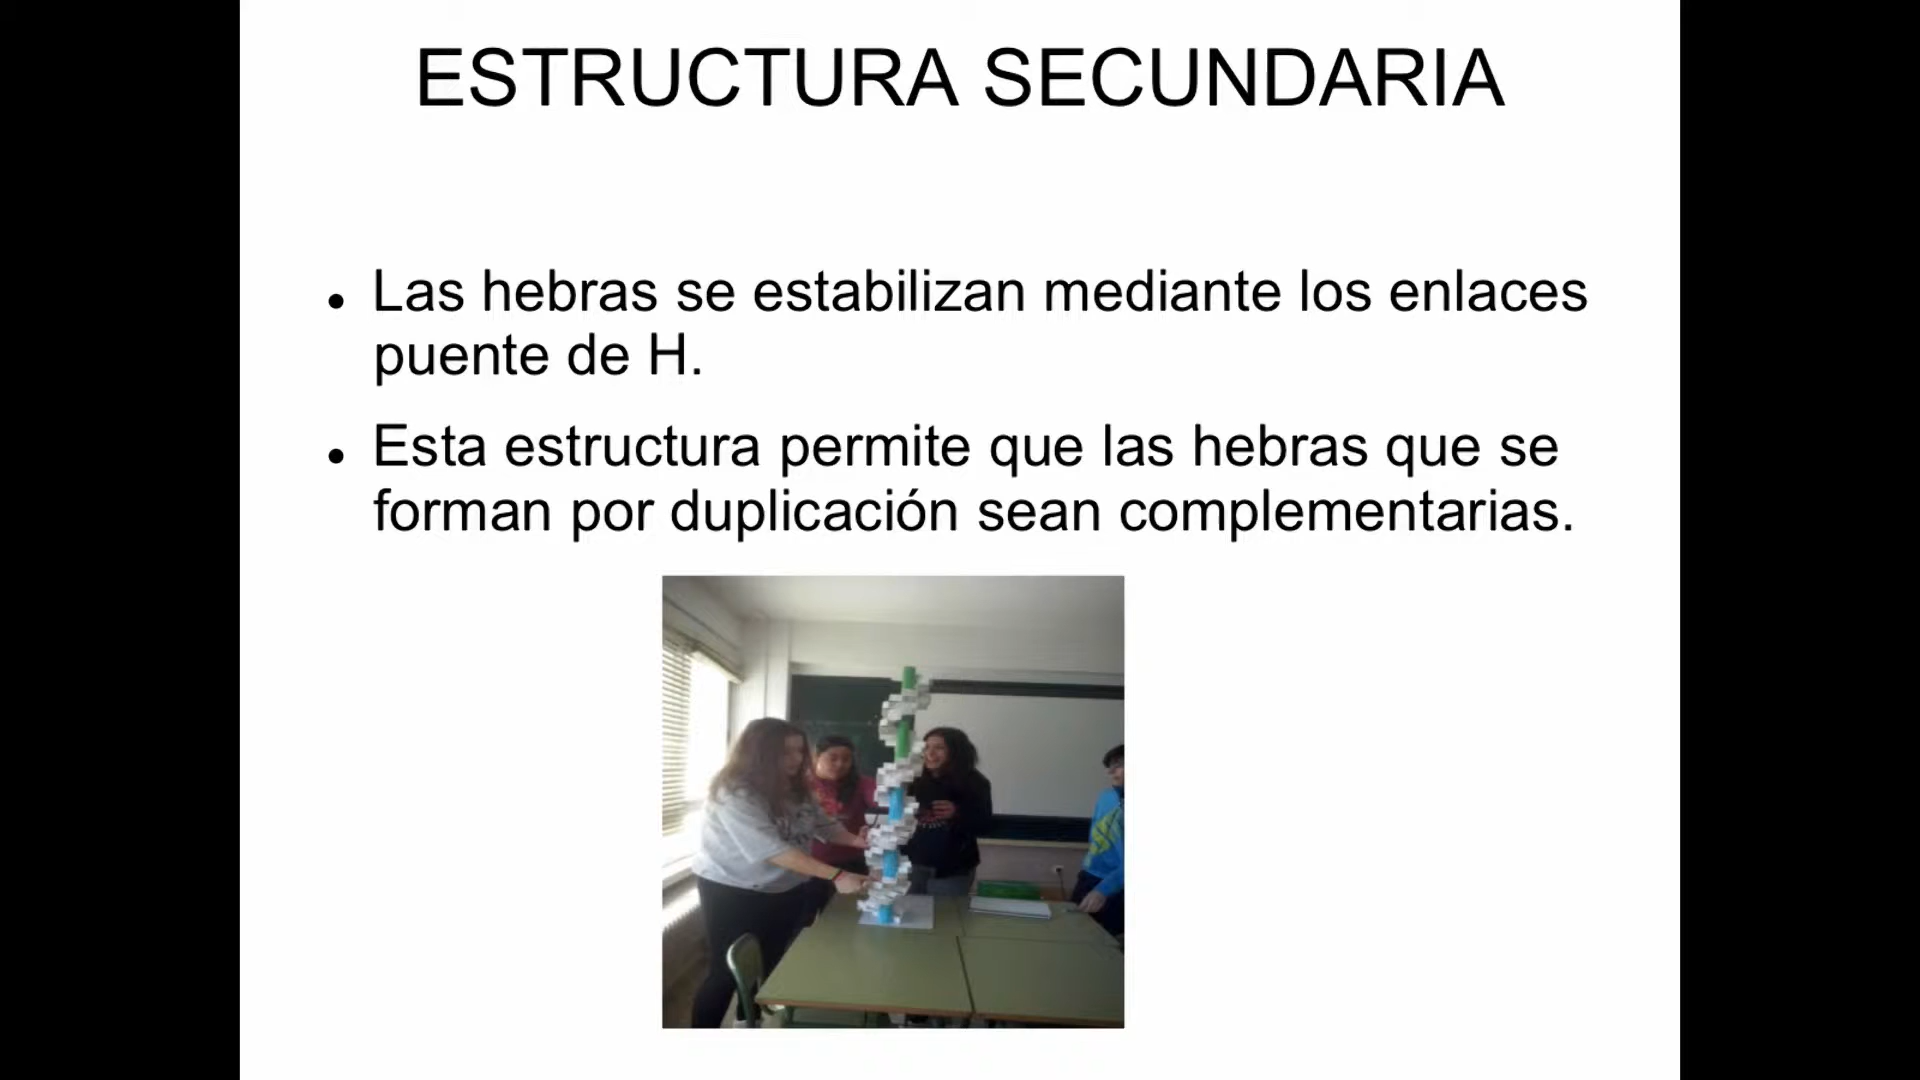 ESTRUCTURA SECUNDARIA
Las hebras se estabilizan mediante los enlaces
puente de H.
Esta estructura permite que las hebras que se
forman por duplicación sean complementarias.